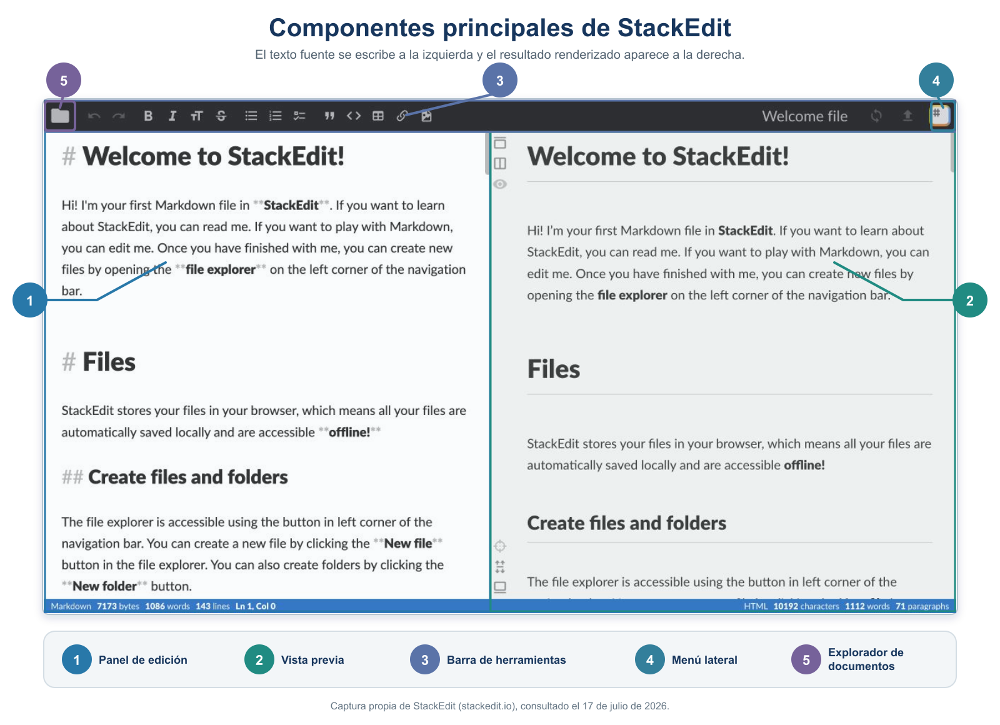 Componentes principales de StackEdit
El texto fuente se escribe a la izquierda y el resultado renderizado aparece a la derecha.
5
3
4
B I TT S
Welcome file
#
# Welcome to StackEdit!
Hi! I'm your first Markdown file in **StackEdit**. If you want to learn
about StackEdit, you can read me. If you want to play with Markdown,
you can edit me. Once you have finished with me, you can create new
files by opening the **file explorer** on the left corner of the navigation
bar.
1
# Files
StackEdit stores your files in your browser, which means all your files are
automatically saved locally and are accessible **offline!**
## Create files and folders
The file explorer is accessible using the button in left corner of the
navigation bar. You can create a new file by clicking the **New file**
button in the file explorer. You can also create folders by clicking the
**New folder** button.
Markdown 7173 bytes 1086 words 143 lines Ln 1, Col 0
Welcome to StackEdit!
Hi! I’m your first Markdown file in StackEdit. If you want to learn about
StackEdit, you can read me. If you want to play with Markdown, you can
edit me. Once you have finished with me, you can create new files by
opening the file explorer on the left corner of the navigation bar.
2
Files
StackEdit stores your files in your browser, which means all your files are
automatically saved locally and are accessible offline!
Create files and folders
The file explorer is accessible using the button in left corner of the
HTML 10192 characters 1112 words 71 paragraphs
1 Panel de edición
2 Vista previa
3 Barra de herramientas
4 Menú lateral
5 Explorador de
documentos
Captura propia de StackEdit (stackedit.io), consultado el 17 de julio de 2026.